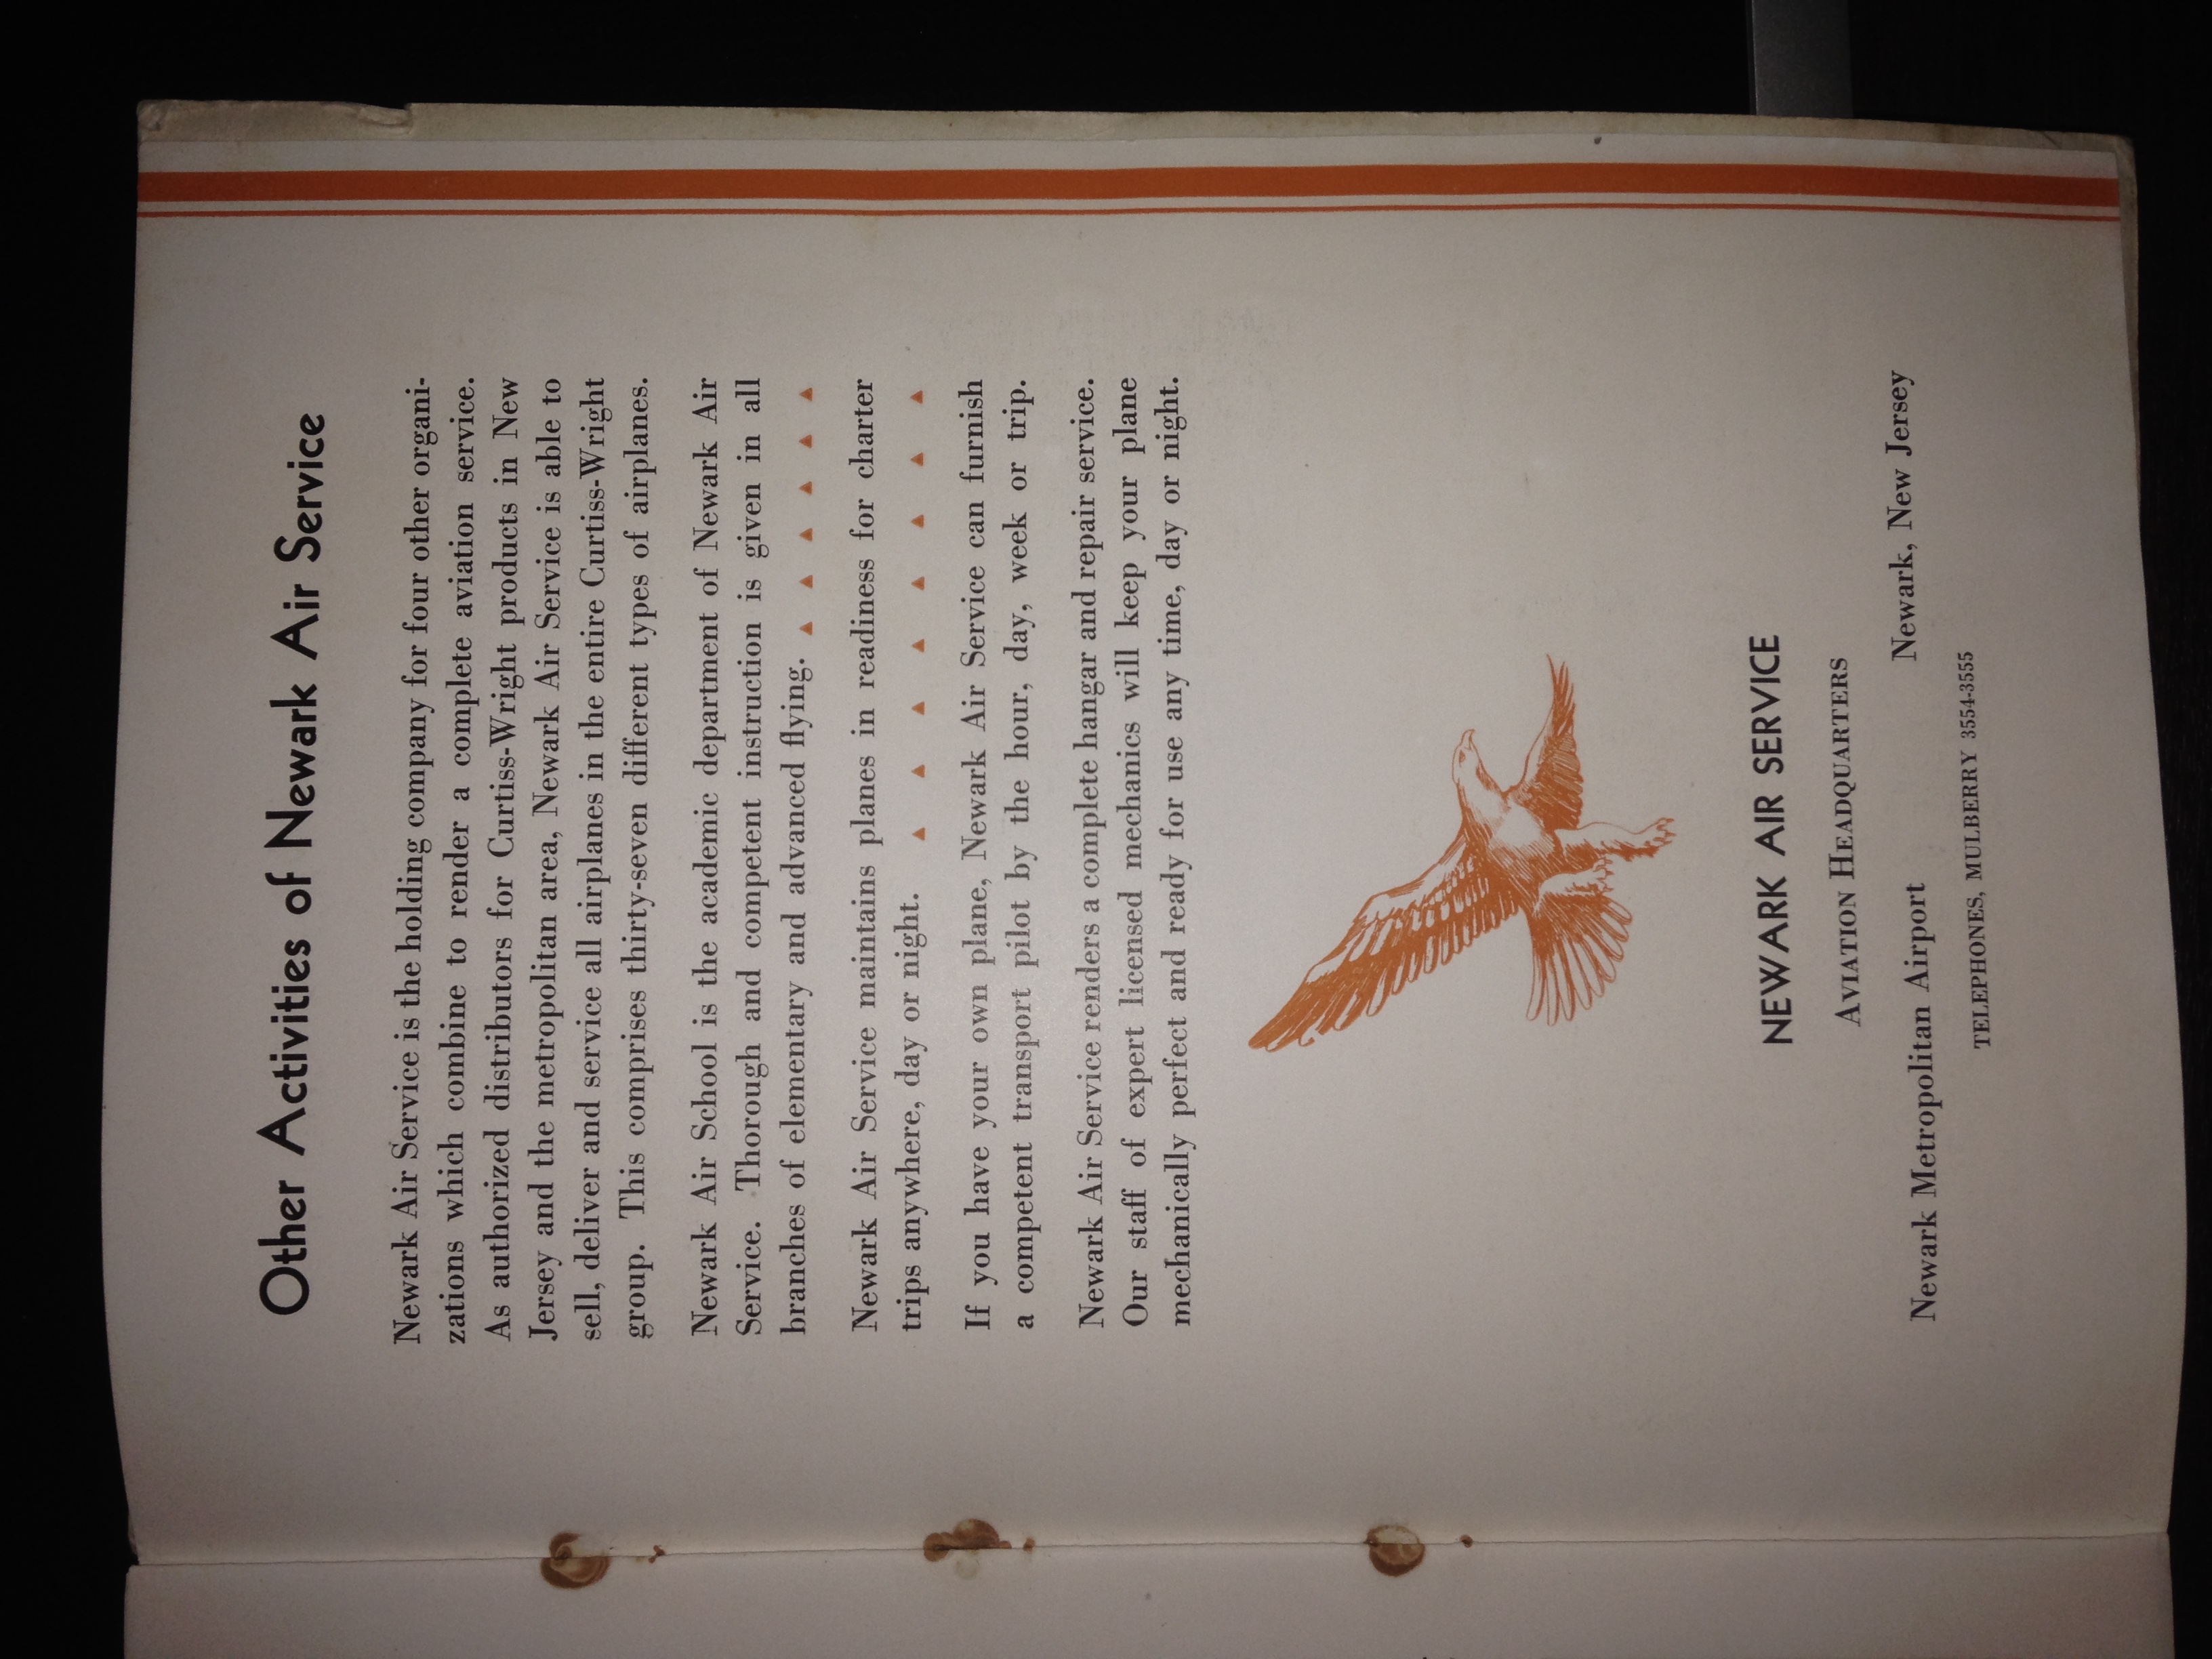 Other Activities of Newark Air Service
Newark Air Service is the holding company for four other organi-
zations which combine to render a complete aviation service.
As authorized distributors for Curtiss-Wright products in New
Jersey and the metropolitan area, Newark Air Service is able to
sell, deliver and service all airplanes in the entire Curtiss-Wright
group. This comprises thirty-seven different types of airplanes.
Newark Air School is the academic department of Newark Air
Service. Thorough and competent instruction is given in all
branches of elementary and advanced flying.
Newark Air Service maintains planes in readiness for charter
trips anywhere, day or night.
If you have your own plane, Newark Air Service can furnish
a competent transport pilot by the hour, day, week or trip.
Newark Air Service renders a complete hangar and repair service.
Our staff of expert licensed mechanics will keep your plane
mechanically perfect and ready for use any time, day or night.
NEWARK AIR SERVICE
AVIATION HEADQUARTERS
Newark Metropolitan Airport Newark, New Jersey
TELEPHONES, MULBERRY 3554-3555